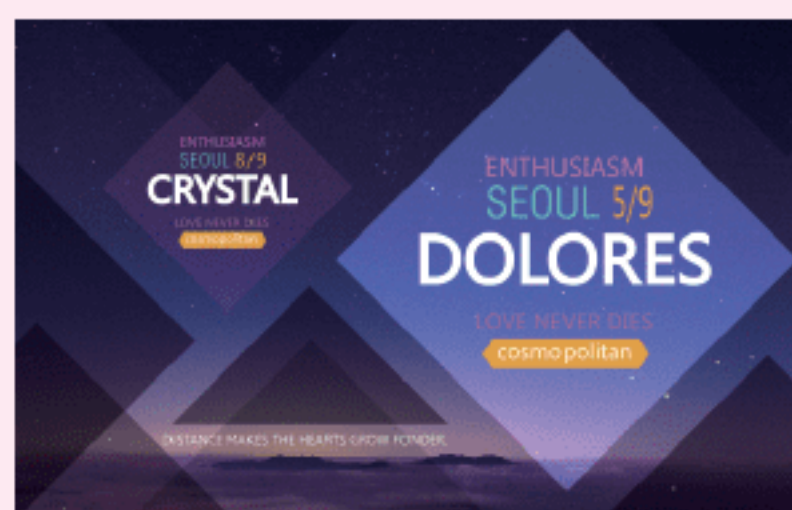 ENTHUSIASM
SEOUL 8/9
CRYSTAL
LOVE NEVER DIES
cosmopolitan
ENTHUSIASM
SEOUL 5/9
DOLORES
LOVE NEVER DIES
cosmopolitan
DISTANCE MAKES THE HEARTS GROW FONDER.